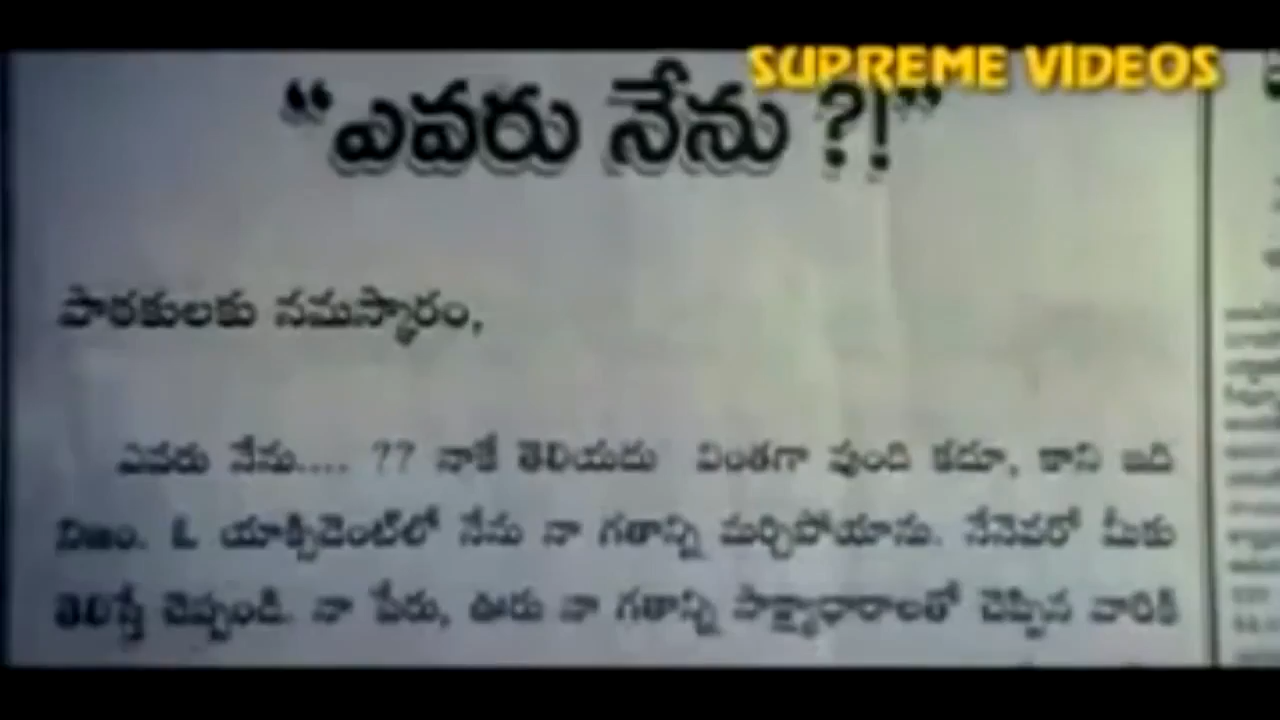 SUPREME VIDEOS
“ఎవరు నేను ?!”
పాఠకులకు నమస్కారం,
ఎవరు నేను.... ?? నాకే తెలియదు వింతగా వుంది కదూ, కాని ఇది
నిజం. ఓ యాక్సిడెంట్‌లో నేను నా గతాన్ని మర్చిపోయాను. నేనెవరో మీకు
తెలిస్తే చెప్పండి. నా పేరు, ఊరు నా గతాన్ని సాక్ష్యాధారాలతో చెప్పిన వారికి